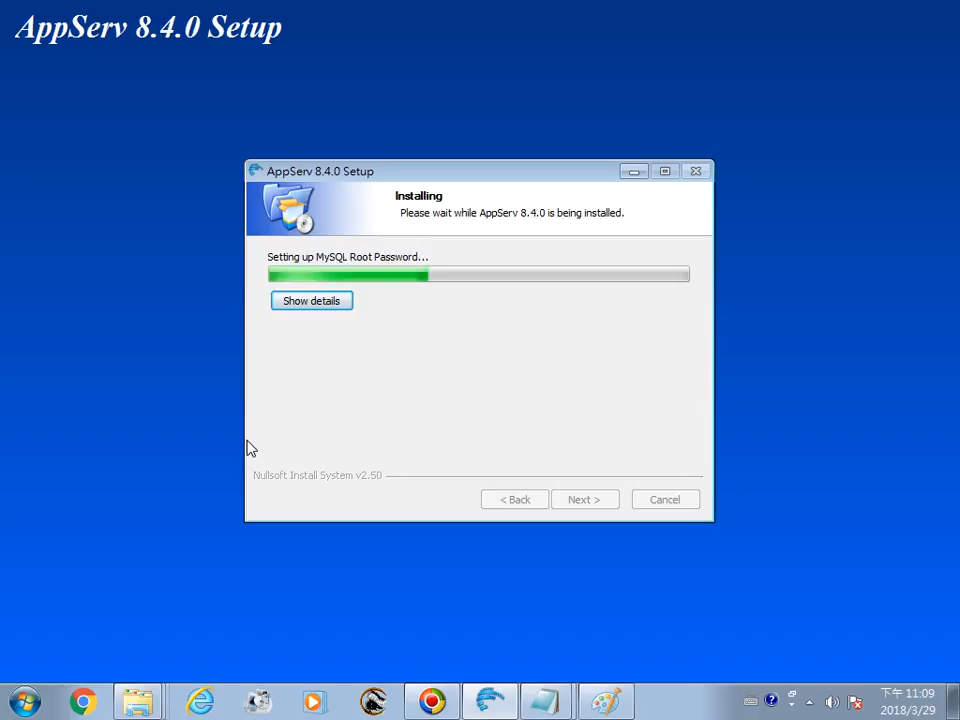 AppServ 8.4.0 Setup
AppServ 8.4.0 Setup
Installing
Please wait while AppServ 8.4.0 is being installed.
Setting up MySQL Root Password...
Show details
Nullsoft Install System v2.50
< Back
Next >
Cancel
下午 11:09
2018/3/29